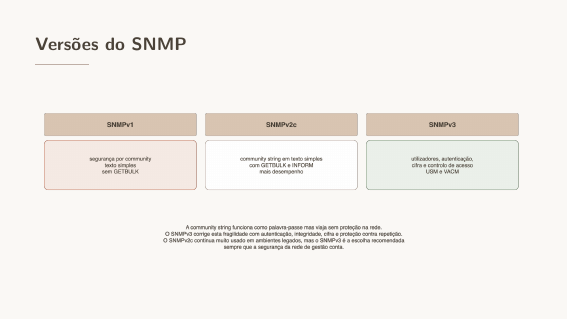 Versões do SNMP
SNMPv1
SNMPv2c
SNMPv3
segurança por community
texto simples
sem GETBULK
community string em texto simples
com GETBULK e INFORM
mais desempenho
utilizadores, autenticação,
cifra e controlo de acesso
USM e VACM
A community string funciona como palavra-passe mas viaja sem proteção na rede.
O SNMPv3 corrige esta fragilidade com autenticação, integridade, cifra e proteção contra repetição.
O SNMPv2c continua muito usado em ambientes legados, mas o SNMPv3 é a escolha recomendada
sempre que a segurança da rede de gestão conta.